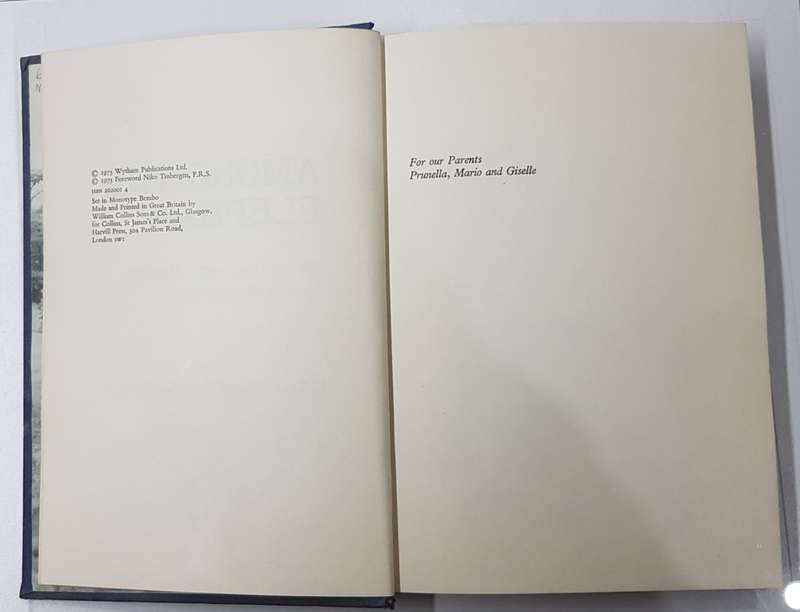 © 1975 Wytham Publications Ltd.
© 1975 Foreword Niko Tinbergen, F.R.S.
ISBN 262001 4
Set in Monotype Bembo
Made and Printed in Great Britain by
William Collins Sons & Co. Ltd., Glasgow,
for Collins, St James's Place and
Harvill Press, 30A Pavilion Road,
London SW1
For our Parents
Prunella, Mario and Giselle